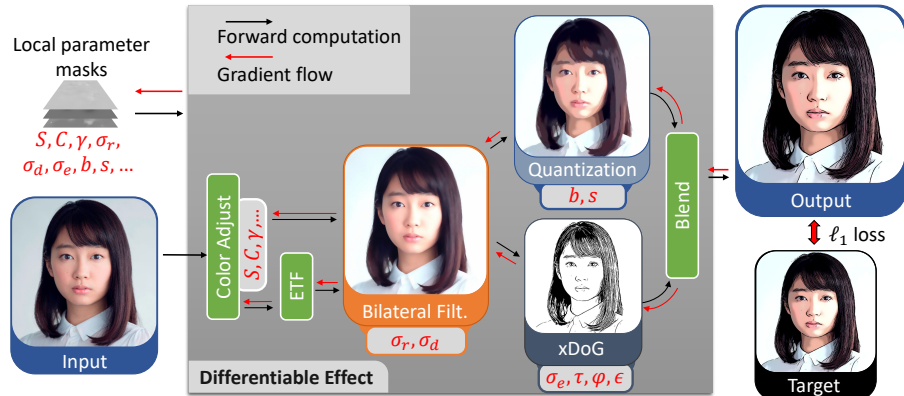 Local parameter
masks
S, C, γ, σ_r,
σ_d, σ_e, b, s, ...
Input
Forward computation
Gradient flow
Color Adjust
S, C, γ,...
ETF
Bilateral Filt.
σ_r, σ_d
Quantization
b, s
xDoG
σ_e, τ, φ, ϵ
Blend
Differentiable Effect
Output
ℓ_1 loss
Target